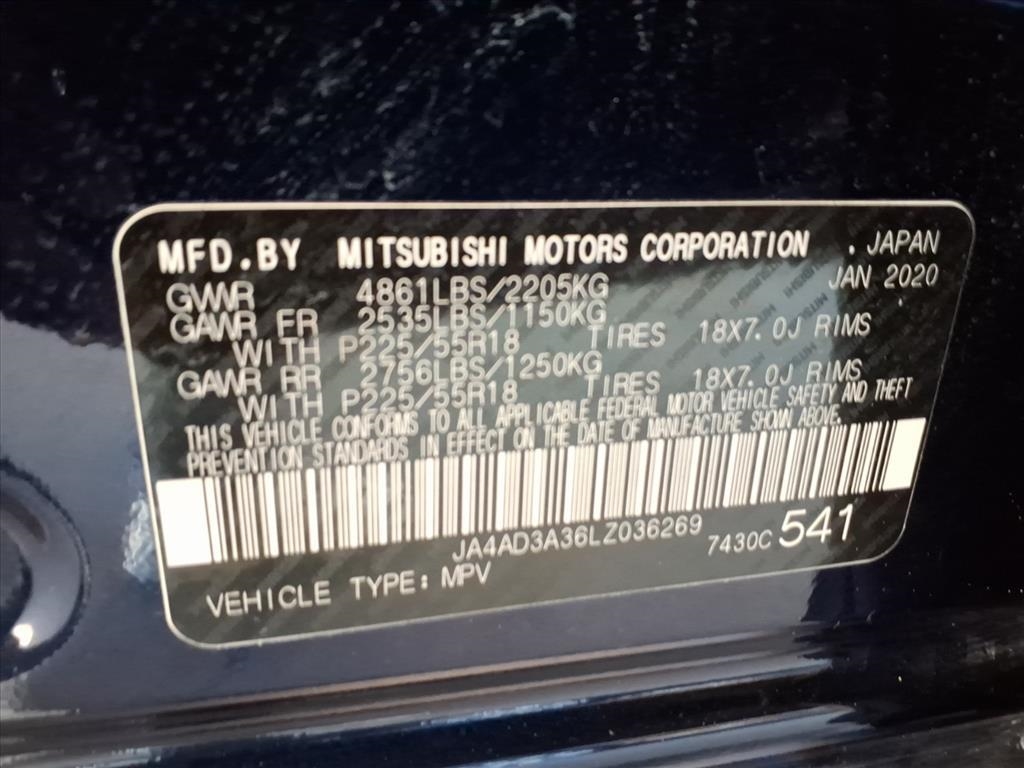 MFD.BY MITSUBISHI MOTORS CORPORATION . JAPAN
GVWR 4861LBS/2205KG JAN 2020
GAWR FR 2535LBS/1150KG
WITH P225/55R18 TIRES 18X7.0J RIMS
GAWR RR 2756LBS/1250KG
WITH P225/55R18 TIRES 18X7.0J RIMS
THIS VEHICLE CONFORMS TO ALL APPLICABLE FEDERAL MOTOR VEHICLE SAFETY AND THEFT
PREVENTION STANDARDS IN EFFECT ON THE DATE OF MANUFACTURE SHOWN ABOVE.
JA4AD3A36LZ036269 7430C 541
VEHICLE TYPE: MPV